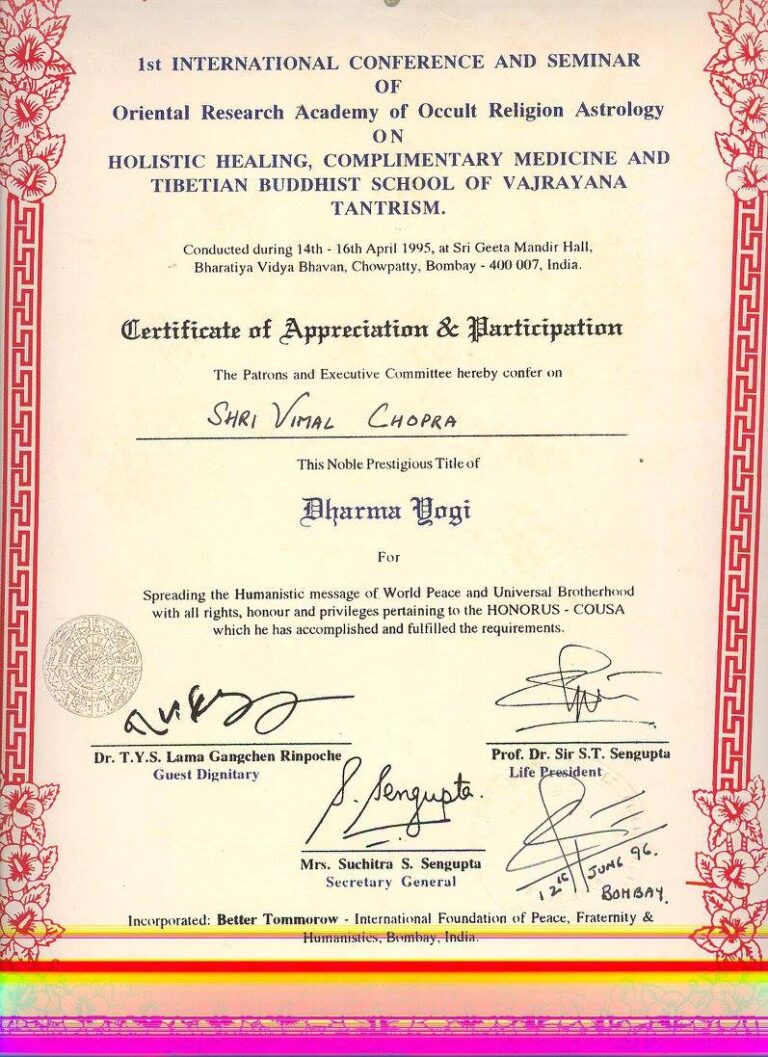 1st INTERNATIONAL CONFERENCE AND SEMINAR
OF
Oriental Research Academy of Occult Religion Astrology
ON
HOLISTIC HEALING, COMPLIMENTARY MEDICINE AND
TIBETIAN BUDDHIST SCHOOL OF VAJRAYANA
TANTRISM.
Conducted during 14th - 16th April 1995, at Sri Geeta Mandir Hall,
Bharatiya Vidya Bhavan, Chowpatty, Bombay - 400 007, India.
Certificate of Appreciation & Participation
The Patrons and Executive Committee hereby confer on
SHRI VIMAL CHOPRA
This Noble Prestigious Title of
Dharma Yogi
For
Spreading the Humanistic message of World Peace and Universal Brotherhood
with all rights, honour and privileges pertaining to the HONORUS - COUSA
which he has accomplished and fulfilled the requirements.
Dr. T.Y.S. Lama Gangchen Rinpoche
Guest Dignitary
Prof. Dr. Sir S.T. Sengupta
Life President
S. Sengupta.
Mrs. Suchitra S. Sengupta
Secretary General
JUNE 96.
BOMBAY.
Incorporated: Better Tommorow - International Foundation of Peace, Fraternity &
Humanistics, Bombay, India.